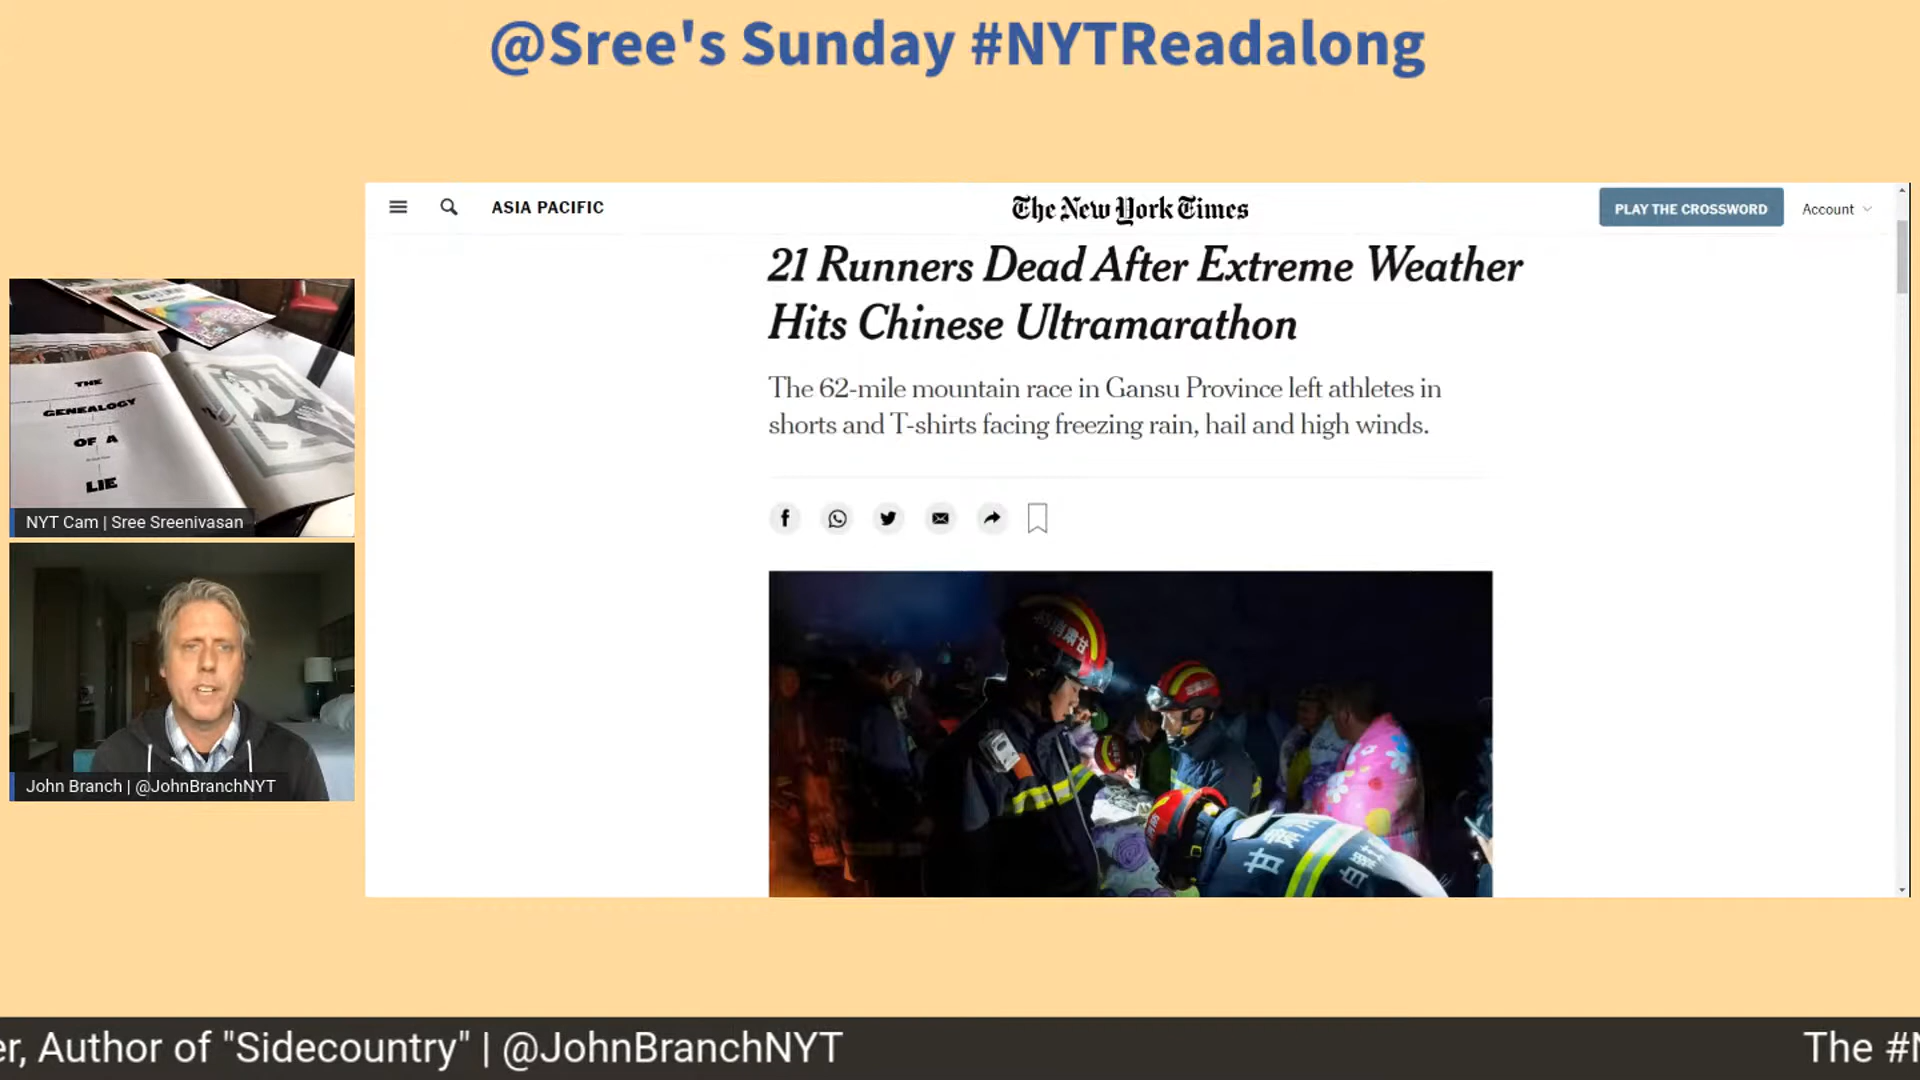 @Sree's Sunday #NYTReadalong
ASIA PACIFIC
The New York Times
PLAY THE CROSSWORD
Account
21 Runners Dead After Extreme Weather
Hits Chinese Ultramarathon
The 62-mile mountain race in Gansu Province left athletes in
shorts and T-shirts facing freezing rain, hail and high winds.
THE
GENEALOGY
OF A
LIE
NYT Cam | Sree Sreenivasan
John Branch | @JohnBranchNYT
甘肃消
er, Author of "Sidecountry" | @JohnBranchNYT
The #N